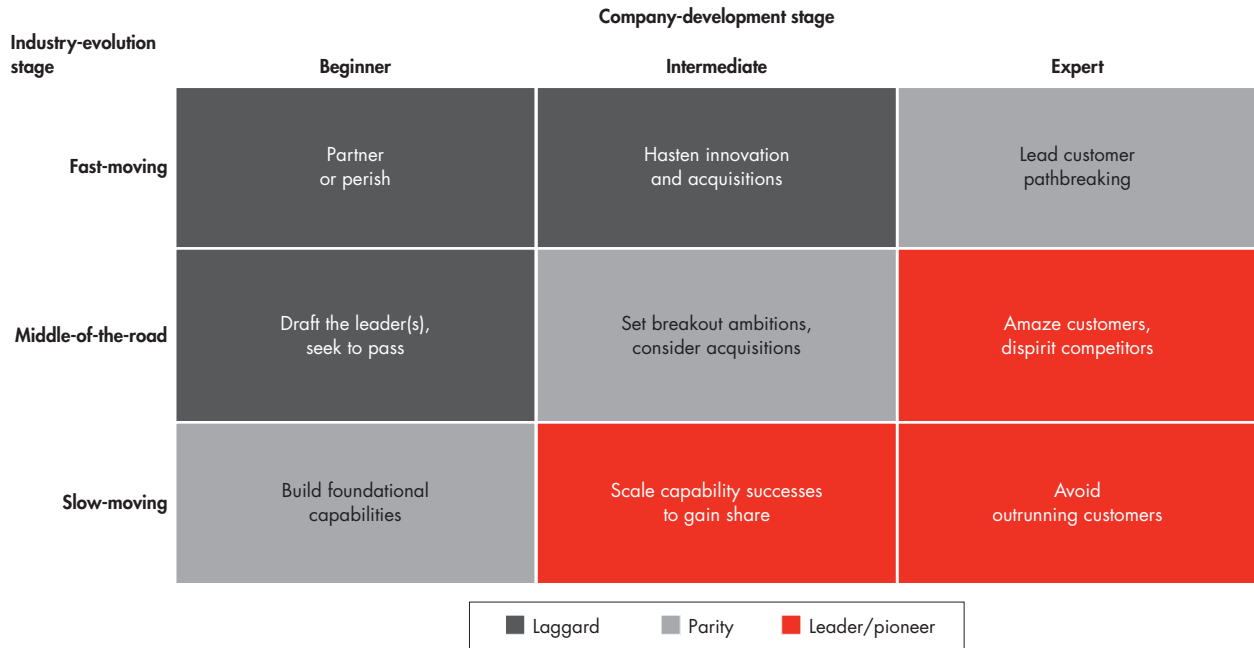 Company-development stage
Industry-evolution
stage
Beginner
Intermediate
Expert
Fast-moving
Partner
or perish
Hasten innovation
and acquisitions
Lead customer
pathbreaking
Middle-of-the-road
Draft the leader(s),
seek to pass
Set breakout ambitions,
consider acquisitions
Amaze customers,
dispirit competitors
Slow-moving
Build foundational
capabilities
Scale capability successes
to gain share
Avoid
outrunning customers
Laggard
Parity
Leader/pioneer